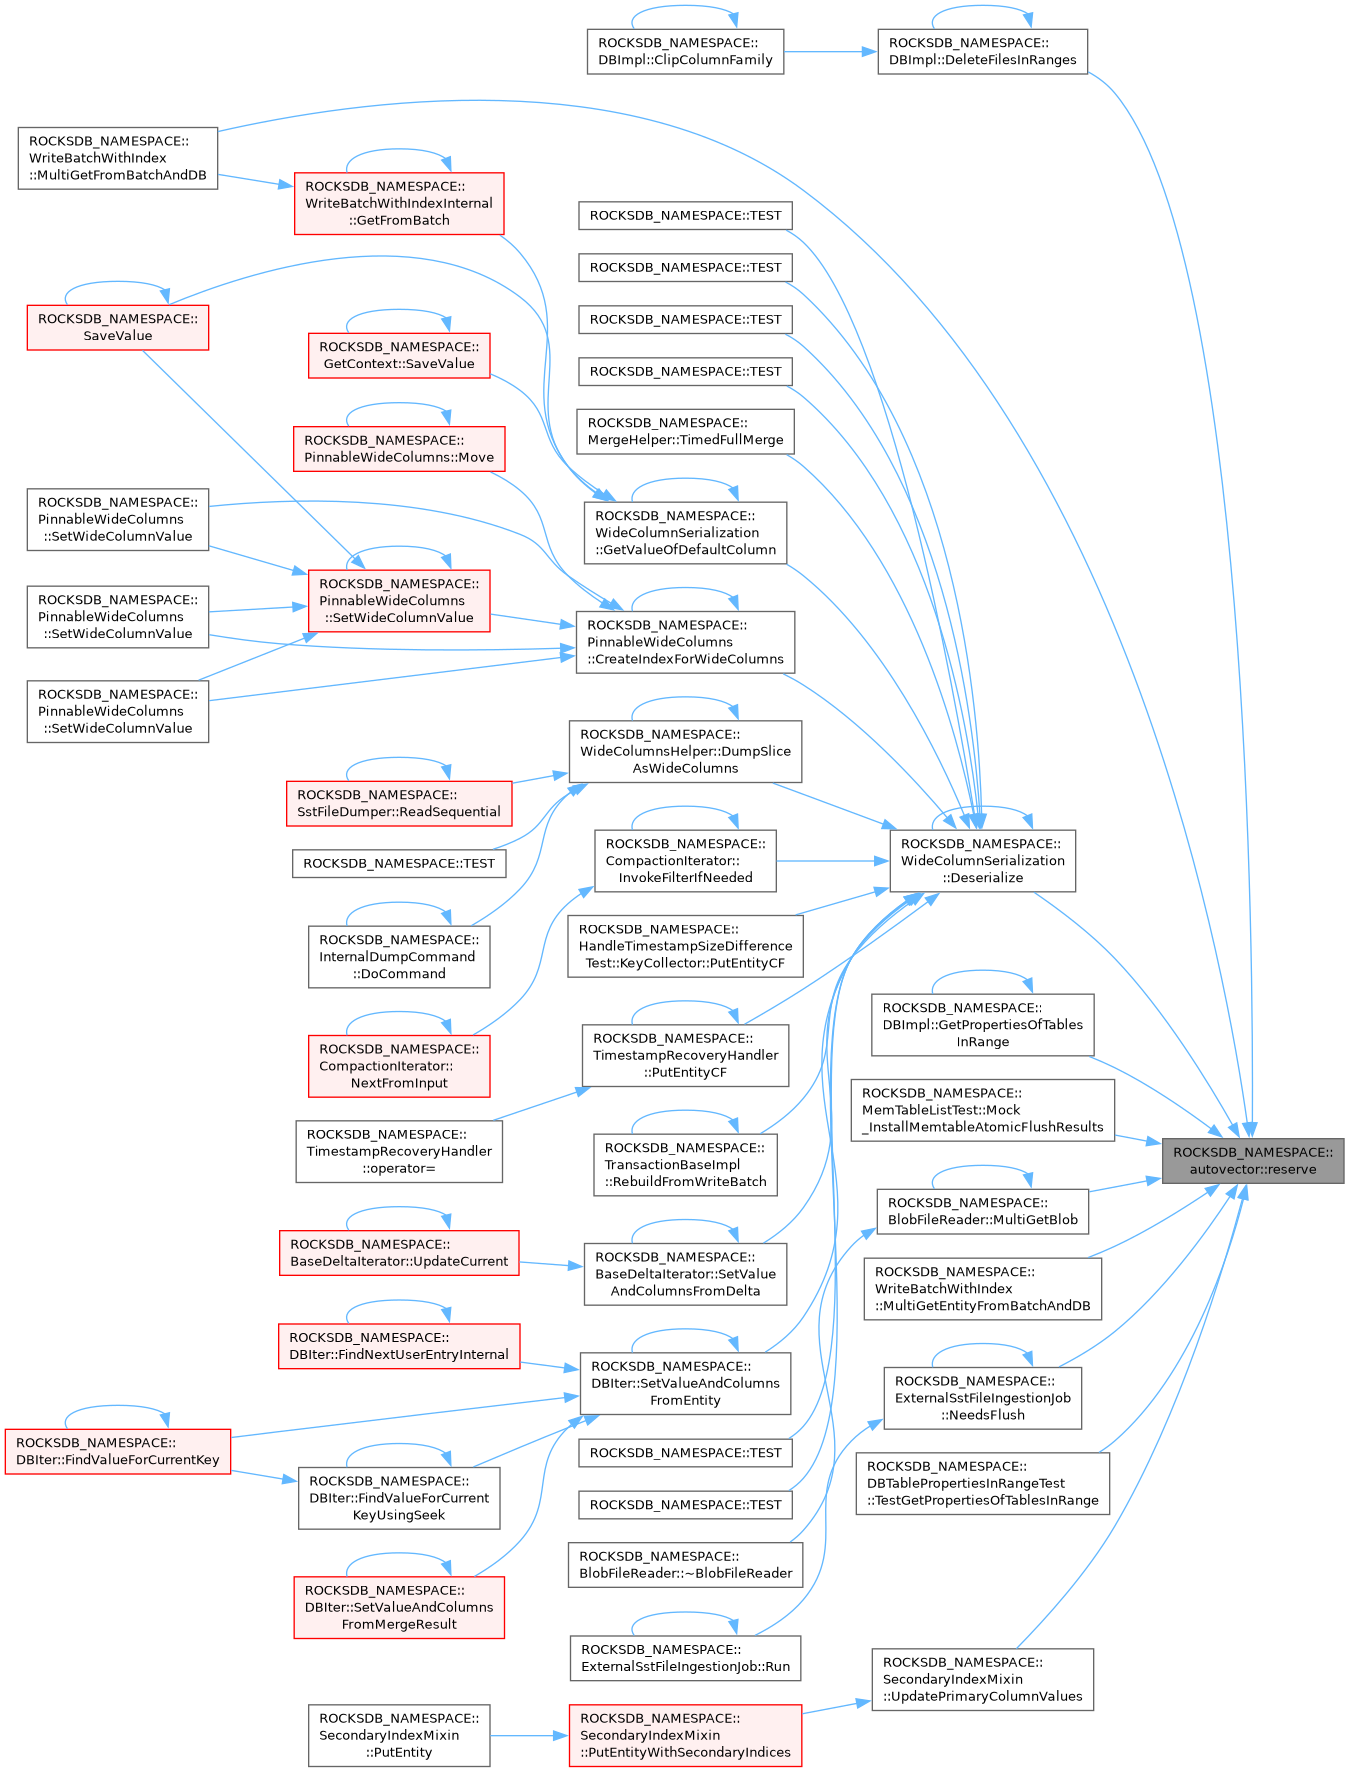 ROCKSDB_NAMESPACE::
DBImpl::ClipColumnFamily
ROCKSDB_NAMESPACE::
DBImpl::DeleteFilesInRanges
ROCKSDB_NAMESPACE::
WriteBatchWithIndex
::MultiGetFromBatchAndDB
ROCKSDB_NAMESPACE::
WriteBatchWithIndexInternal
::GetFromBatch
ROCKSDB_NAMESPACE::TEST
ROCKSDB_NAMESPACE::TEST
ROCKSDB_NAMESPACE::
SaveValue
ROCKSDB_NAMESPACE::TEST
ROCKSDB_NAMESPACE::
GetContext::SaveValue
ROCKSDB_NAMESPACE::TEST
ROCKSDB_NAMESPACE::
MergeHelper::TimedFullMerge
ROCKSDB_NAMESPACE::
PinnableWideColumns::Move
ROCKSDB_NAMESPACE::
PinnableWideColumns
::SetWideColumnValue
ROCKSDB_NAMESPACE::
WideColumnSerialization
::GetValueOfDefaultColumn
ROCKSDB_NAMESPACE::
PinnableWideColumns
::SetWideColumnValue
ROCKSDB_NAMESPACE::
PinnableWideColumns
::SetWideColumnValue
ROCKSDB_NAMESPACE::
PinnableWideColumns
::CreateIndexForWideColumns
ROCKSDB_NAMESPACE::
PinnableWideColumns
::SetWideColumnValue
ROCKSDB_NAMESPACE::
WideColumnsHelper::DumpSlice
AsWideColumns
ROCKSDB_NAMESPACE::
SstFileDumper::ReadSequential
ROCKSDB_NAMESPACE::TEST
ROCKSDB_NAMESPACE::
CompactionIterator::
InvokeFilterIfNeeded
ROCKSDB_NAMESPACE::
WideColumnSerialization
::Deserialize
ROCKSDB_NAMESPACE::
InternalDumpCommand
::DoCommand
ROCKSDB_NAMESPACE::
HandleTimestampSizeDifference
Test::KeyCollector::PutEntityCF
ROCKSDB_NAMESPACE::
DBImpl::GetPropertiesOfTables
InRange
ROCKSDB_NAMESPACE::
CompactionIterator::
NextFromInput
ROCKSDB_NAMESPACE::
TimestampRecoveryHandler
::PutEntityCF
ROCKSDB_NAMESPACE::
MemTableListTest::Mock
_InstallMemtableAtomicFlushResults
ROCKSDB_NAMESPACE::
TimestampRecoveryHandler
::operator=
ROCKSDB_NAMESPACE::
TransactionBaseImpl
::RebuildFromWriteBatch
ROCKSDB_NAMESPACE::
autovector::reserve
ROCKSDB_NAMESPACE::
BlobFileReader::MultiGetBlob
ROCKSDB_NAMESPACE::
BaseDeltaIterator::UpdateCurrent
ROCKSDB_NAMESPACE::
BaseDeltaIterator::SetValue
AndColumnsFromDelta
ROCKSDB_NAMESPACE::
WriteBatchWithIndex
::MultiGetEntityFromBatchAndDB
ROCKSDB_NAMESPACE::
DBIter::FindNextUserEntryInternal
ROCKSDB_NAMESPACE::
DBIter::SetValueAndColumns
FromEntity
ROCKSDB_NAMESPACE::
ExternalSstFileIngestionJob
::NeedsFlush
ROCKSDB_NAMESPACE::
DBIter::FindValueForCurrentKey
ROCKSDB_NAMESPACE::
DBIter::FindValueForCurrent
KeyUsingSeek
ROCKSDB_NAMESPACE::TEST
ROCKSDB_NAMESPACE::
DBTablePropertiesInRangeTest
::TestGetPropertiesOfTablesInRange
ROCKSDB_NAMESPACE::TEST
ROCKSDB_NAMESPACE::
BlobFileReader::~BlobFileReader
ROCKSDB_NAMESPACE::
DBIter::SetValueAndColumns
FromMergeResult
ROCKSDB_NAMESPACE::
ExternalSstFileIngestionJob::Run
ROCKSDB_NAMESPACE::
SecondaryIndexMixin
::UpdatePrimaryColumnValues
ROCKSDB_NAMESPACE::
SecondaryIndexMixin
::PutEntity
ROCKSDB_NAMESPACE::
SecondaryIndexMixin
::PutEntityWithSecondaryIndices